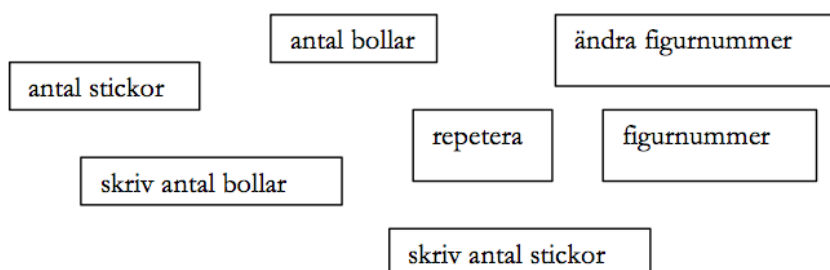 antal bollar
ändra figurnummer
antal stickor
repetera
figurnummer
skriv antal bollar
skriv antal stickor